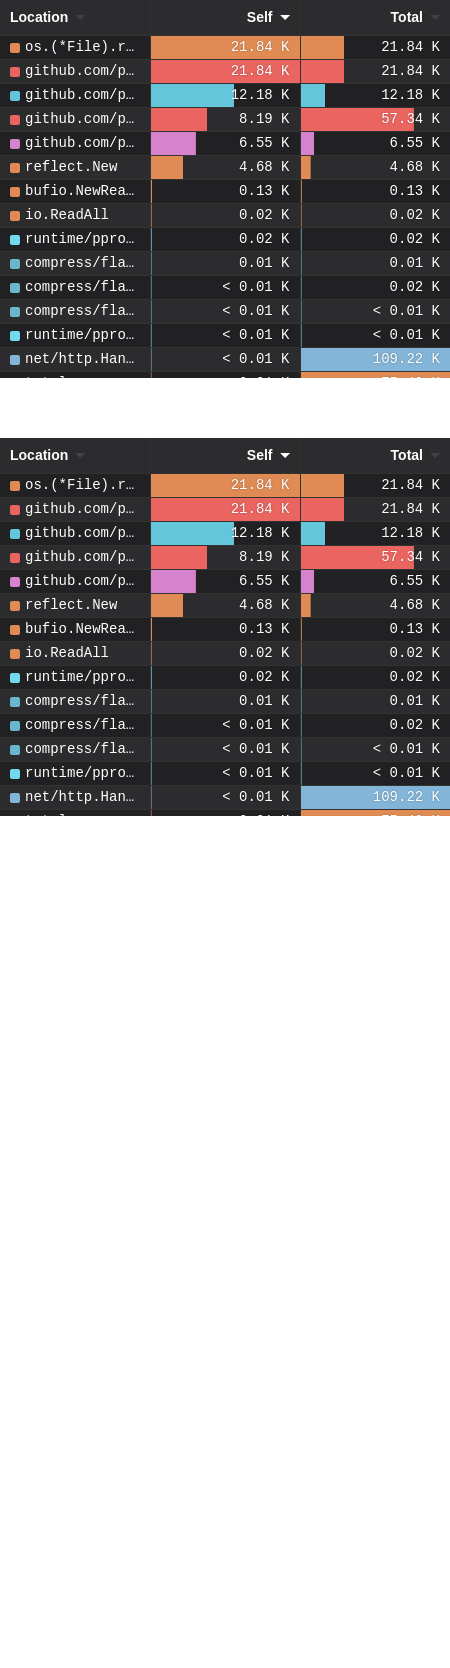 Location Self Total
os.(*File).r… 21.84 K 21.84 K
github.com/p… 21.84 K 21.84 K
github.com/p… 12.18 K 12.18 K
github.com/p… 8.19 K 57.34 K
github.com/p… 6.55 K 6.55 K
reflect.New 4.68 K 4.68 K
bufio.NewRea… 0.13 K 0.13 K
io.ReadAll 0.02 K 0.02 K
runtime/ppro… 0.02 K 0.02 K
compress/fla… 0.01 K 0.01 K
compress/fla… < 0.01 K 0.02 K
compress/fla… < 0.01 K < 0.01 K
runtime/ppro… < 0.01 K < 0.01 K
net/http.Han… < 0.01 K 109.22 K
Location Self Total
os.(*File).r… 21.84 K 21.84 K
github.com/p… 21.84 K 21.84 K
github.com/p… 12.18 K 12.18 K
github.com/p… 8.19 K 57.34 K
github.com/p… 6.55 K 6.55 K
reflect.New 4.68 K 4.68 K
bufio.NewRea… 0.13 K 0.13 K
io.ReadAll 0.02 K 0.02 K
runtime/ppro… 0.02 K 0.02 K
compress/fla… 0.01 K 0.01 K
compress/fla… < 0.01 K 0.02 K
compress/fla… < 0.01 K < 0.01 K
runtime/ppro… < 0.01 K < 0.01 K
net/http.Han… < 0.01 K 109.22 K